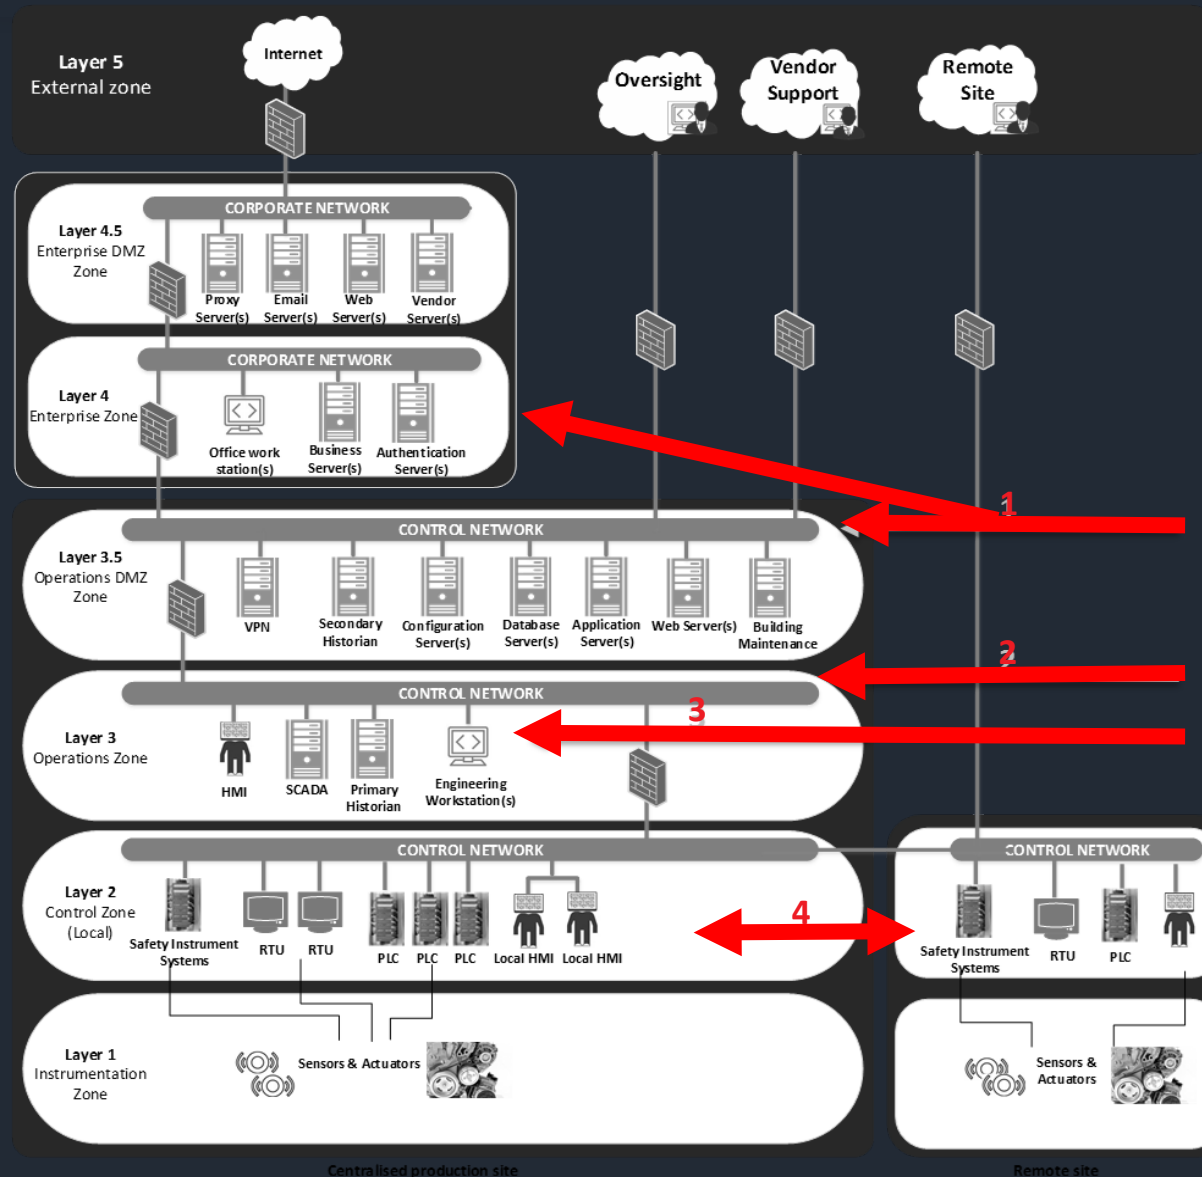 Layer 5
External zone
Internet
Oversight
Vendor
Support
Remote
Site
Layer 4.5
Enterprise DMZ
Zone
CORPORATE NETWORK
Proxy
Server(s)
Email
Server(s)
Web
Server(s)
Vendor
Server(s)
Layer 4
Enterprise Zone
CORPORATE NETWORK
Office work
station(s)
Business
Server(s)
Authentication
Server(s)
1
Layer 3.5
Operations DMZ
Zone
CONTROL NETWORK
VPN
Secondary
Historian
Configuration
Server(s)
Database
Server(s)
Application
Server(s)
Web Server(s)
Building
Maintenance
2
Layer 3
Operations Zone
CONTROL NETWORK
3
HMI
SCADA
Primary
Historian
Engineering
Workstation(s)
Layer 2
Control Zone
(Local)
CONTROL NETWORK
Safety Instrument
Systems
RTU
RTU
PLC
PLC
PLC
Local HMI
Local HMI
4
CONTROL NETWORK
Safety Instrument
Systems
RTU
PLC
Layer 1
Instrumentation
Zone
Sensors & Actuators
Sensors &
Actuators
Centralised production site
Remote site